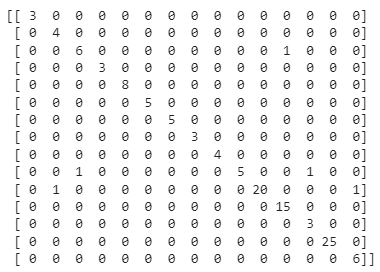 [[ 3  0  0  0  0  0  0  0  0  0  0  0  0  0  0]
 [ 0  4  0  0  0  0  0  0  0  0  0  0  0  0  0]
 [ 0  0  6  0  0  0  0  0  0  0  0  1  0  0  0]
 [ 0  0  0  3  0  0  0  0  0  0  0  0  0  0  0]
 [ 0  0  0  0  8  0  0  0  0  0  0  0  0  0  0]
 [ 0  0  0  0  0  5  0  0  0  0  0  0  0  0  0]
 [ 0  0  0  0  0  0  5  0  0  0  0  0  0  0  0]
 [ 0  0  0  0  0  0  0  3  0  0  0  0  0  0  0]
 [ 0  0  0  0  0  0  0  0  4  0  0  0  0  0  0]
 [ 0  0  1  0  0  0  0  0  0  5  0  0  1  0  0]
 [ 0  1  0  0  0  0  0  0  0  0 20  0  0  0  1]
 [ 0  0  0  0  0  0  0  0  0  0  0 15  0  0  0]
 [ 0  0  0  0  0  0  0  0  0  0  0  0  3  0  0]
 [ 0  0  0  0  0  0  0  0  0  0  0  0  0 25  0]
 [ 0  0  0  0  0  0  0  0  0  0  0  0  0  0  6]]